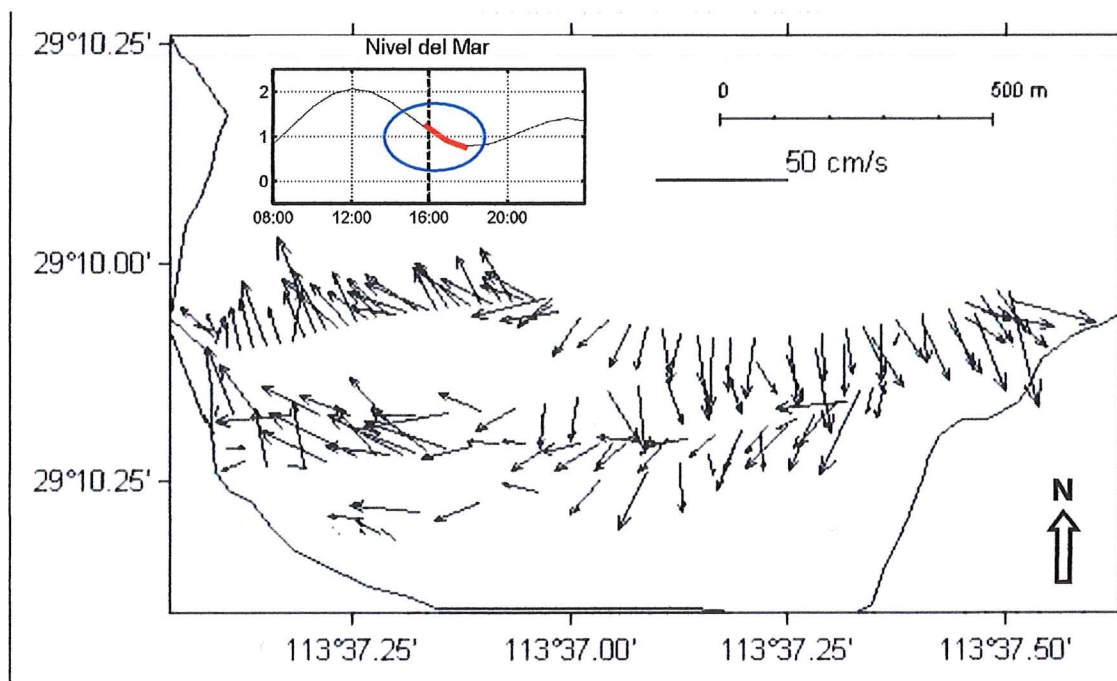 29°10.25'
Nivel del Mar
2
1
0
08:00 12:00 16:00 20:00
0 500 m
50 cm/s
29°10.00'
29°10.25'
N
113°37.25' 113°37.00' 113°37.25' 113°37.50'